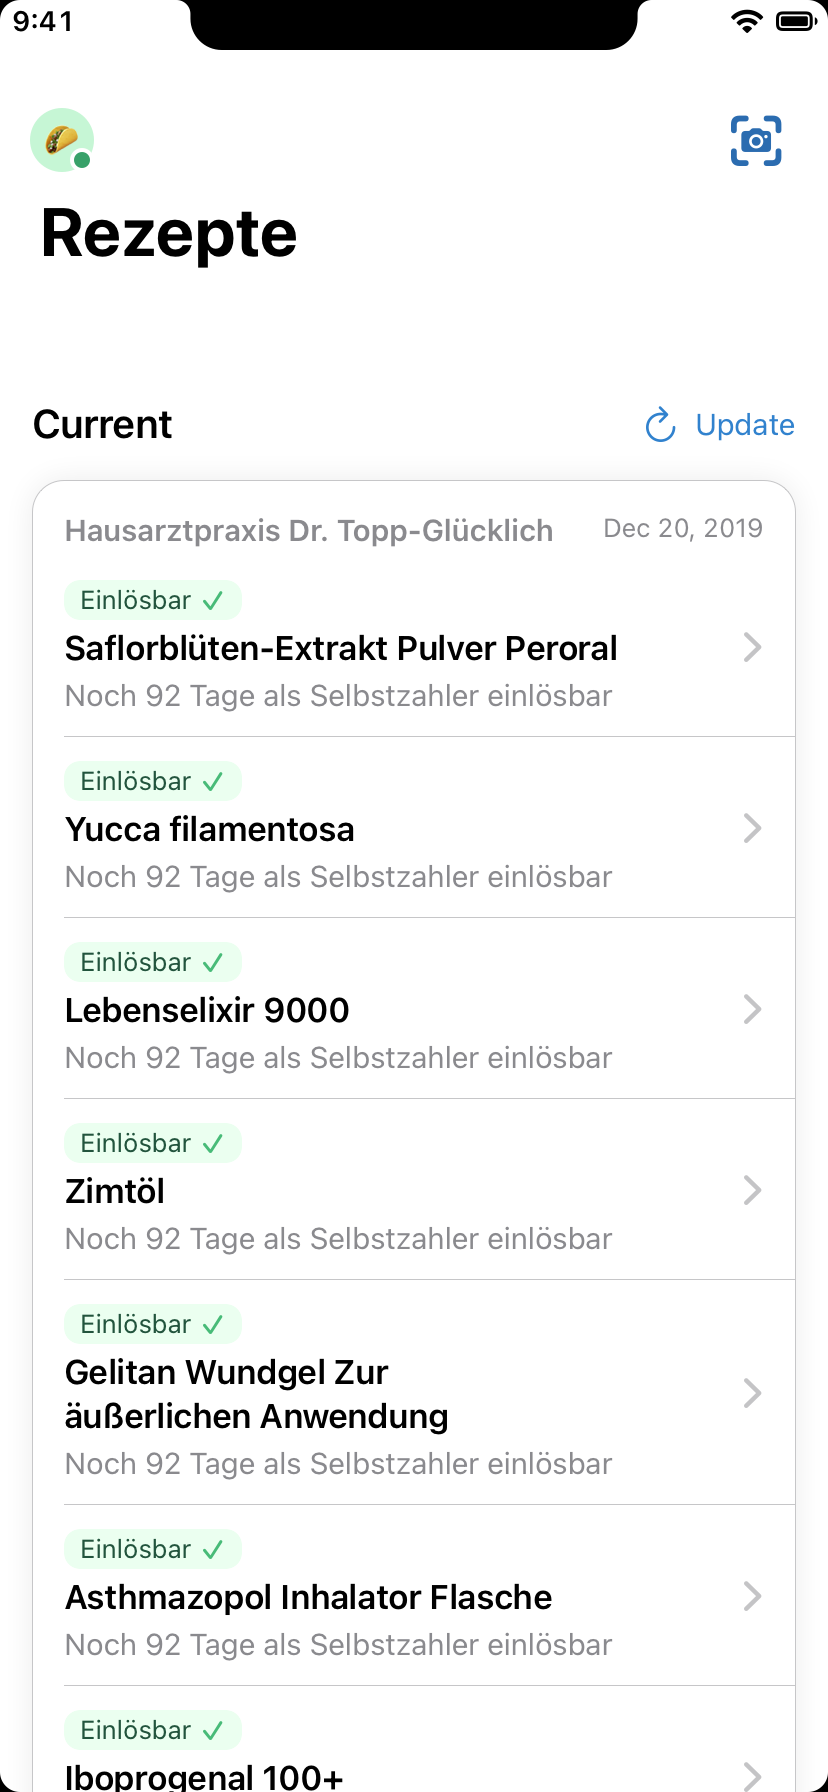 9:41
Rezepte
Current
Update
Hausarztpraxis Dr. Topp-Glücklich
Dec 20, 2019
Einlösbar
Saflorblüten-Extrakt Pulver Peroral
Noch 92 Tage als Selbstzahler einlösbar
Einlösbar
Yucca filamentosa
Noch 92 Tage als Selbstzahler einlösbar
Einlösbar
Lebenselixir 9000
Noch 92 Tage als Selbstzahler einlösbar
Einlösbar
Zimtöl
Noch 92 Tage als Selbstzahler einlösbar
Einlösbar
Gelitan Wundgel Zur
äußerlichen Anwendung
Noch 92 Tage als Selbstzahler einlösbar
Einlösbar
Asthmazopol Inhalator Flasche
Noch 92 Tage als Selbstzahler einlösbar
Einlösbar
Iboprogenal 100+